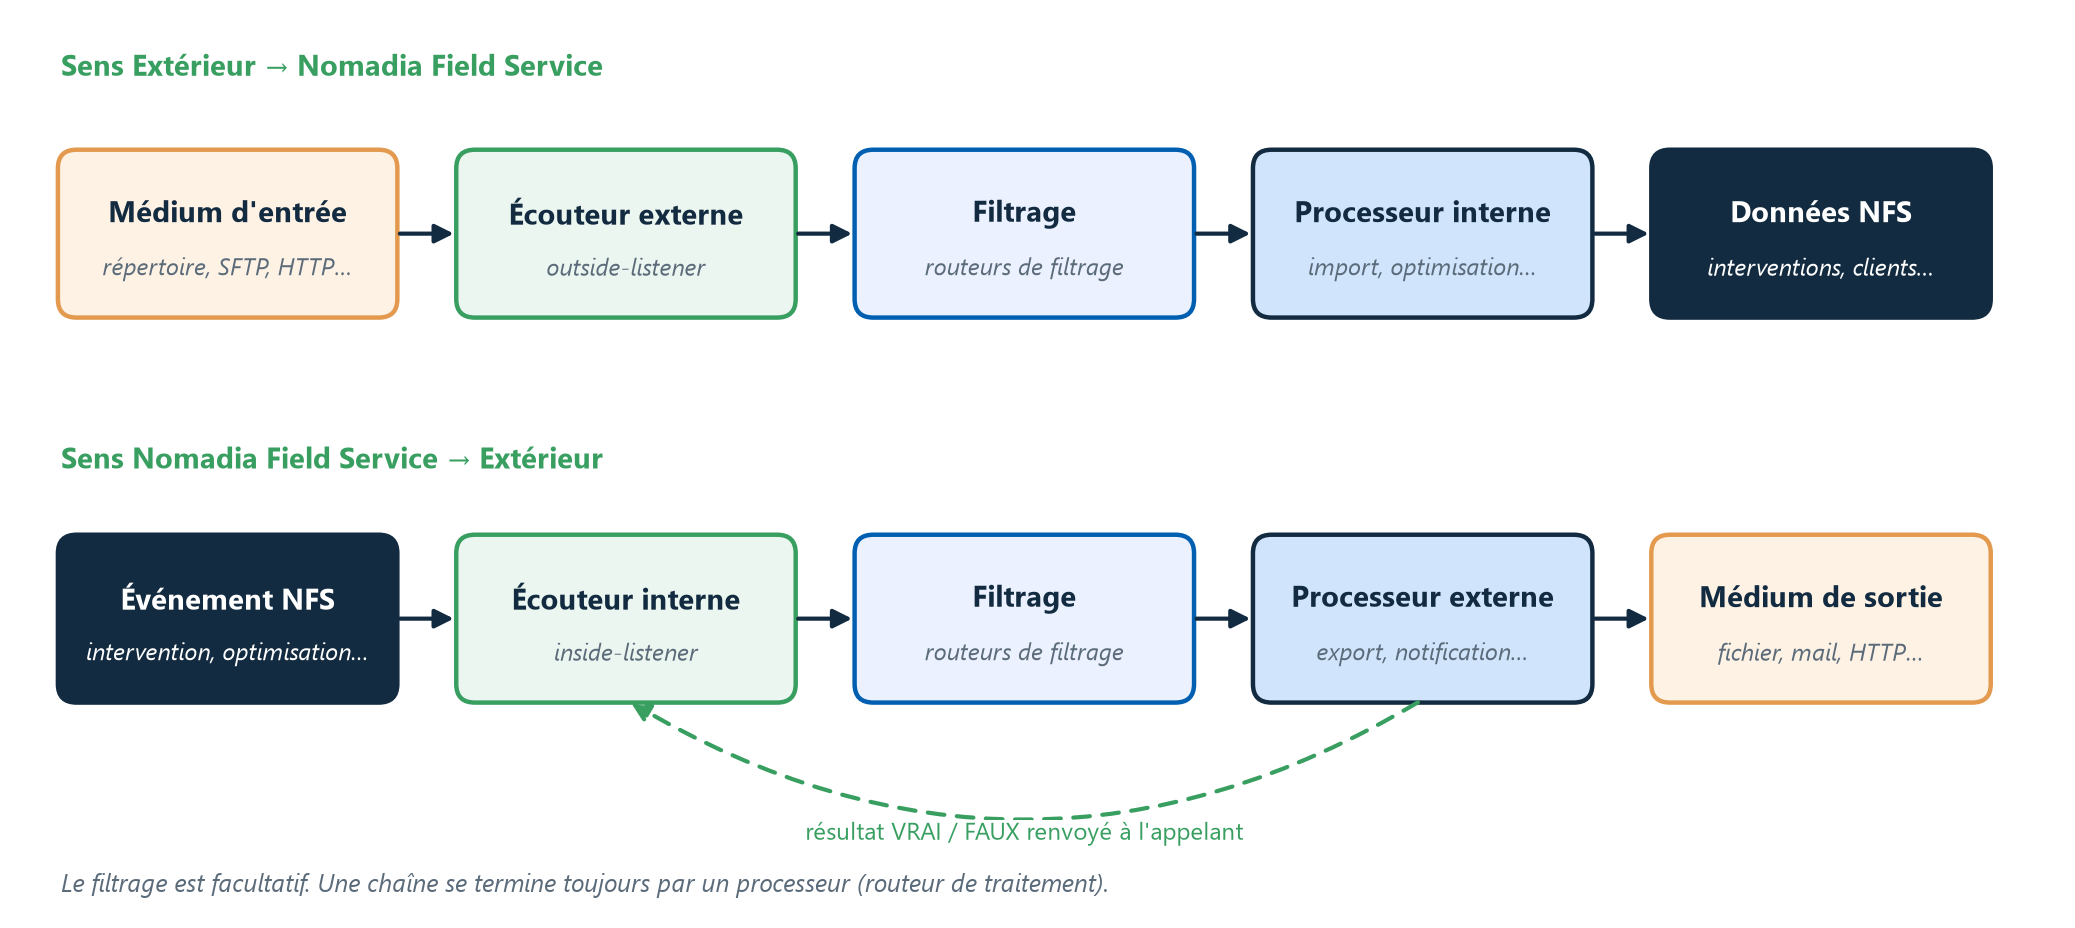 Sens Extérieur → Nomadia Field Service
Médium d'entrée
répertoire, SFTP, HTTP...
Écouteur externe
outside-listener
Filtrage
routeurs de filtrage
Processeur interne
import, optimisation...
Données NFS
interventions, clients...
Sens Nomadia Field Service → Extérieur
Événement NFS
intervention, optimisation...
Écouteur interne
inside-listener
Filtrage
routeurs de filtrage
Processeur externe
export, notification...
Médium de sortie
fichier, mail, HTTP...
résultat VRAI / FAUX renvoyé à l'appelant
Le filtrage est facultatif. Une chaîne se termine toujours par un processeur (routeur de traitement).